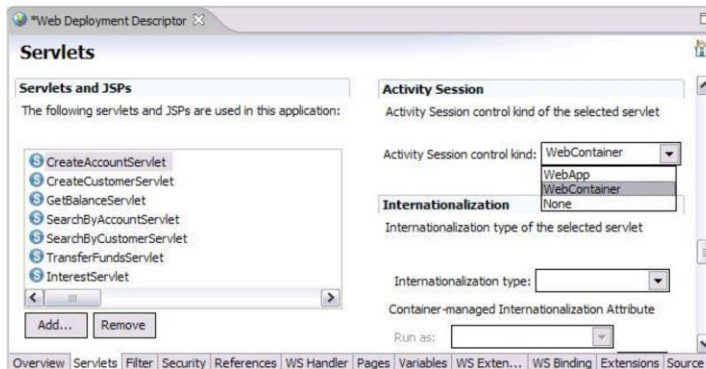 *Web Deployment Descriptor
Servlets
Servlets and JSPs
The following servlets and JSPs are used in this application:
CreateAccountServlet
CreateCustomerServlet
GetBalanceServlet
SearchByAccountServlet
SearchByCustomerServlet
TransferFundsServlet
InterestServlet
Add... Remove
Activity Session
Activity Session control kind of the selected servlet
Activity Session control kind: WebContainer
WebApp
WebContainer
None
Internationalization
Internationalization type of the selected servlet
Internationalization type:
Container-managed Internationalization Attribute
Run as:
Overview Servlets Filter Security References WS Handler Pages Variables WS Exten... WS Binding Extensions Source